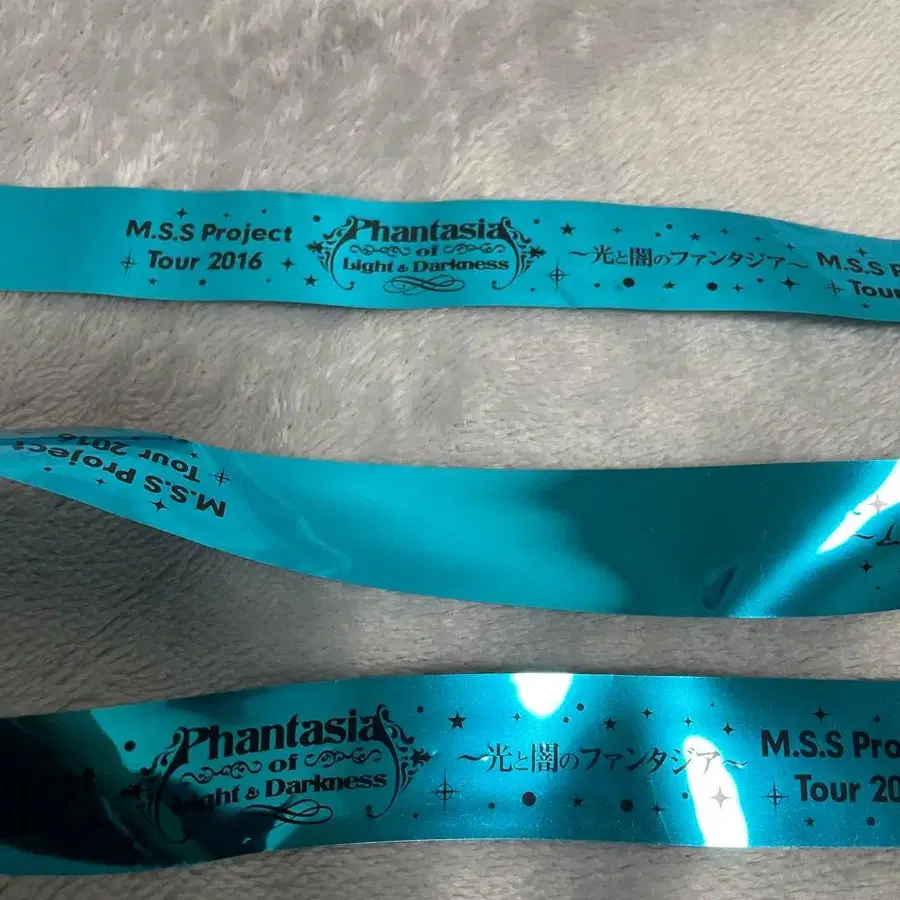 M.S.S Project
Tour 2016
Phantasia
of
Light & Darkness
～光と闇のファンタジア～
M.S.S P
Tour
M.S.S Project
Tour 2016
ア～
Phantasia
of
Light & Darkness
～光と闇のファンタジア～
M.S.S Pro
Tour 20